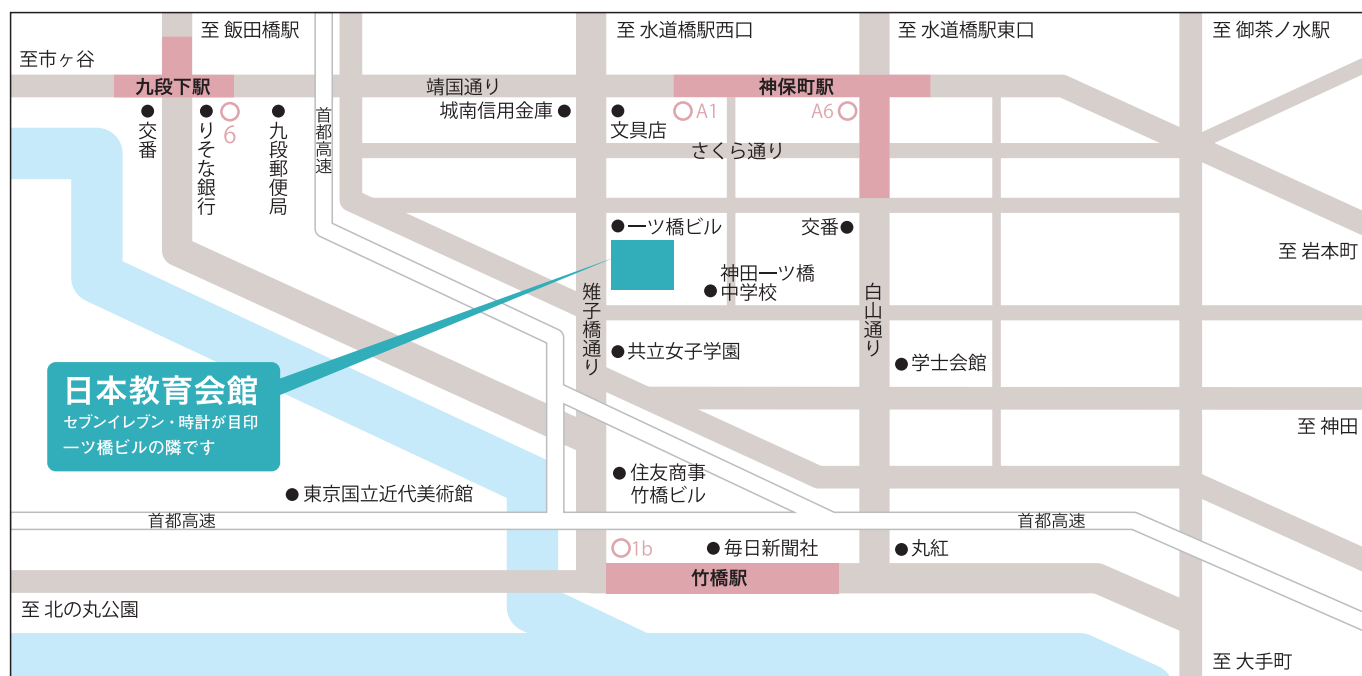 至 飯田橋駅
至 水道橋駅西口
至 水道橋駅東口
至 御茶ノ水駅
至市ヶ谷
九段下駅
靖国通り
神保町駅
交番
りそな銀行
6
九段郵便局
首都高速
城南信用金庫
文具店
A1
A6
さくら通り
一ツ橋ビル
交番
至 岩本町
神田一ツ橋
中学校
雉子橋通り
白山通り
共立女子学園
学士会館
日本教育会館
セブンイレブン・時計が目印
一ツ橋ビルの隣です
至 神田
住友商事
竹橋ビル
東京国立近代美術館
首都高速
首都高速
1b
毎日新聞社
丸紅
竹橋駅
至 北の丸公園
至 大手町